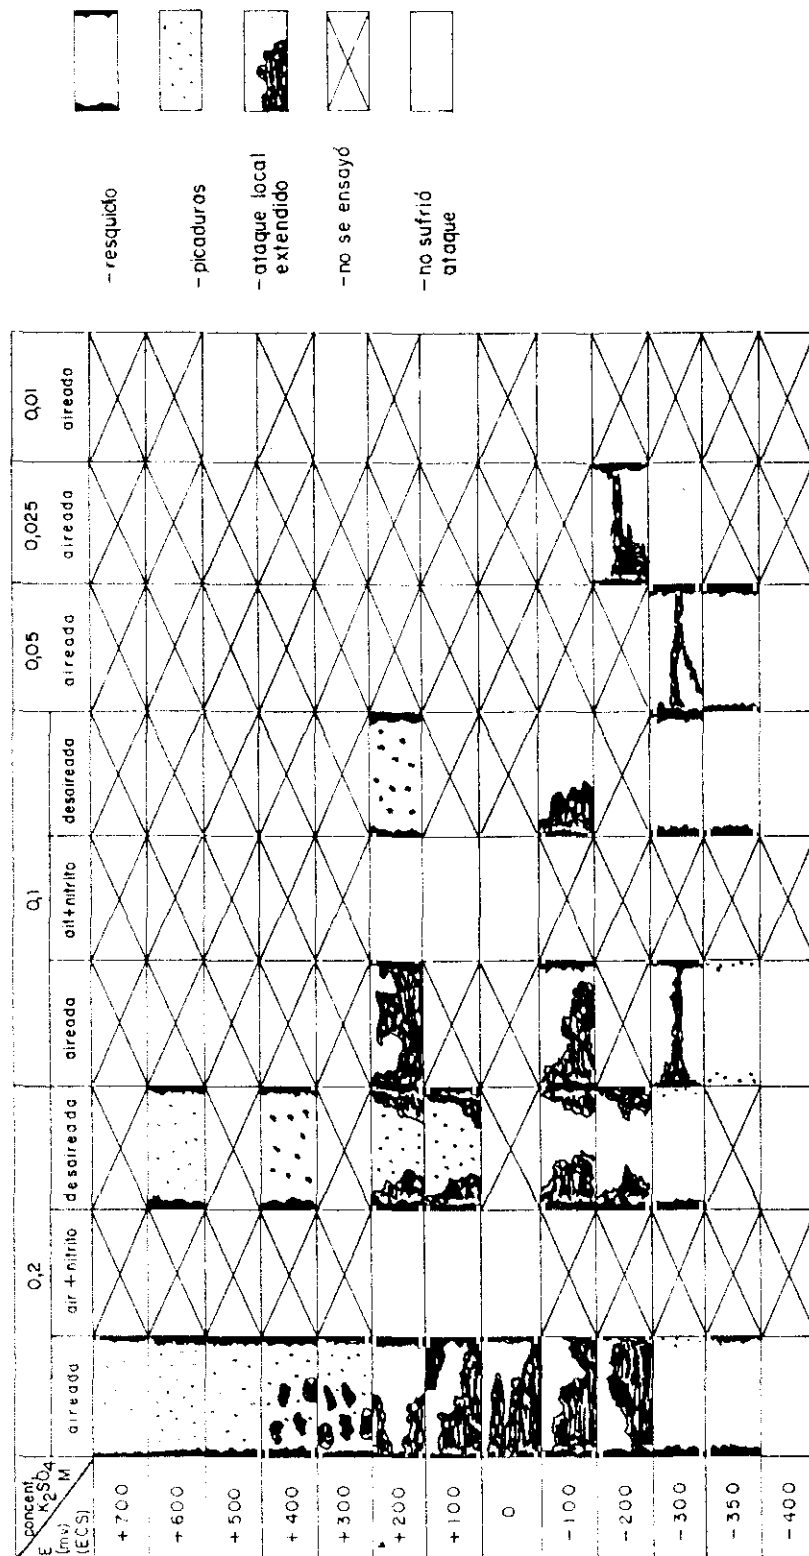 concent.
K2SO4
M
E
(mv)
(ECS)
0,2
0,1
0,05
0,025
0,01
aireada
air + nitrito
desaireada
aireada
ait+nitrito
desaireada
aireada
aireada
aireada
+700
+600
+500
+400
+300
+200
+100
0
-100
-200
-300
-350
-400
-resquicio
-picaduras
-ataque local
extendido
-no se ensayó
-no sufrió
ataque